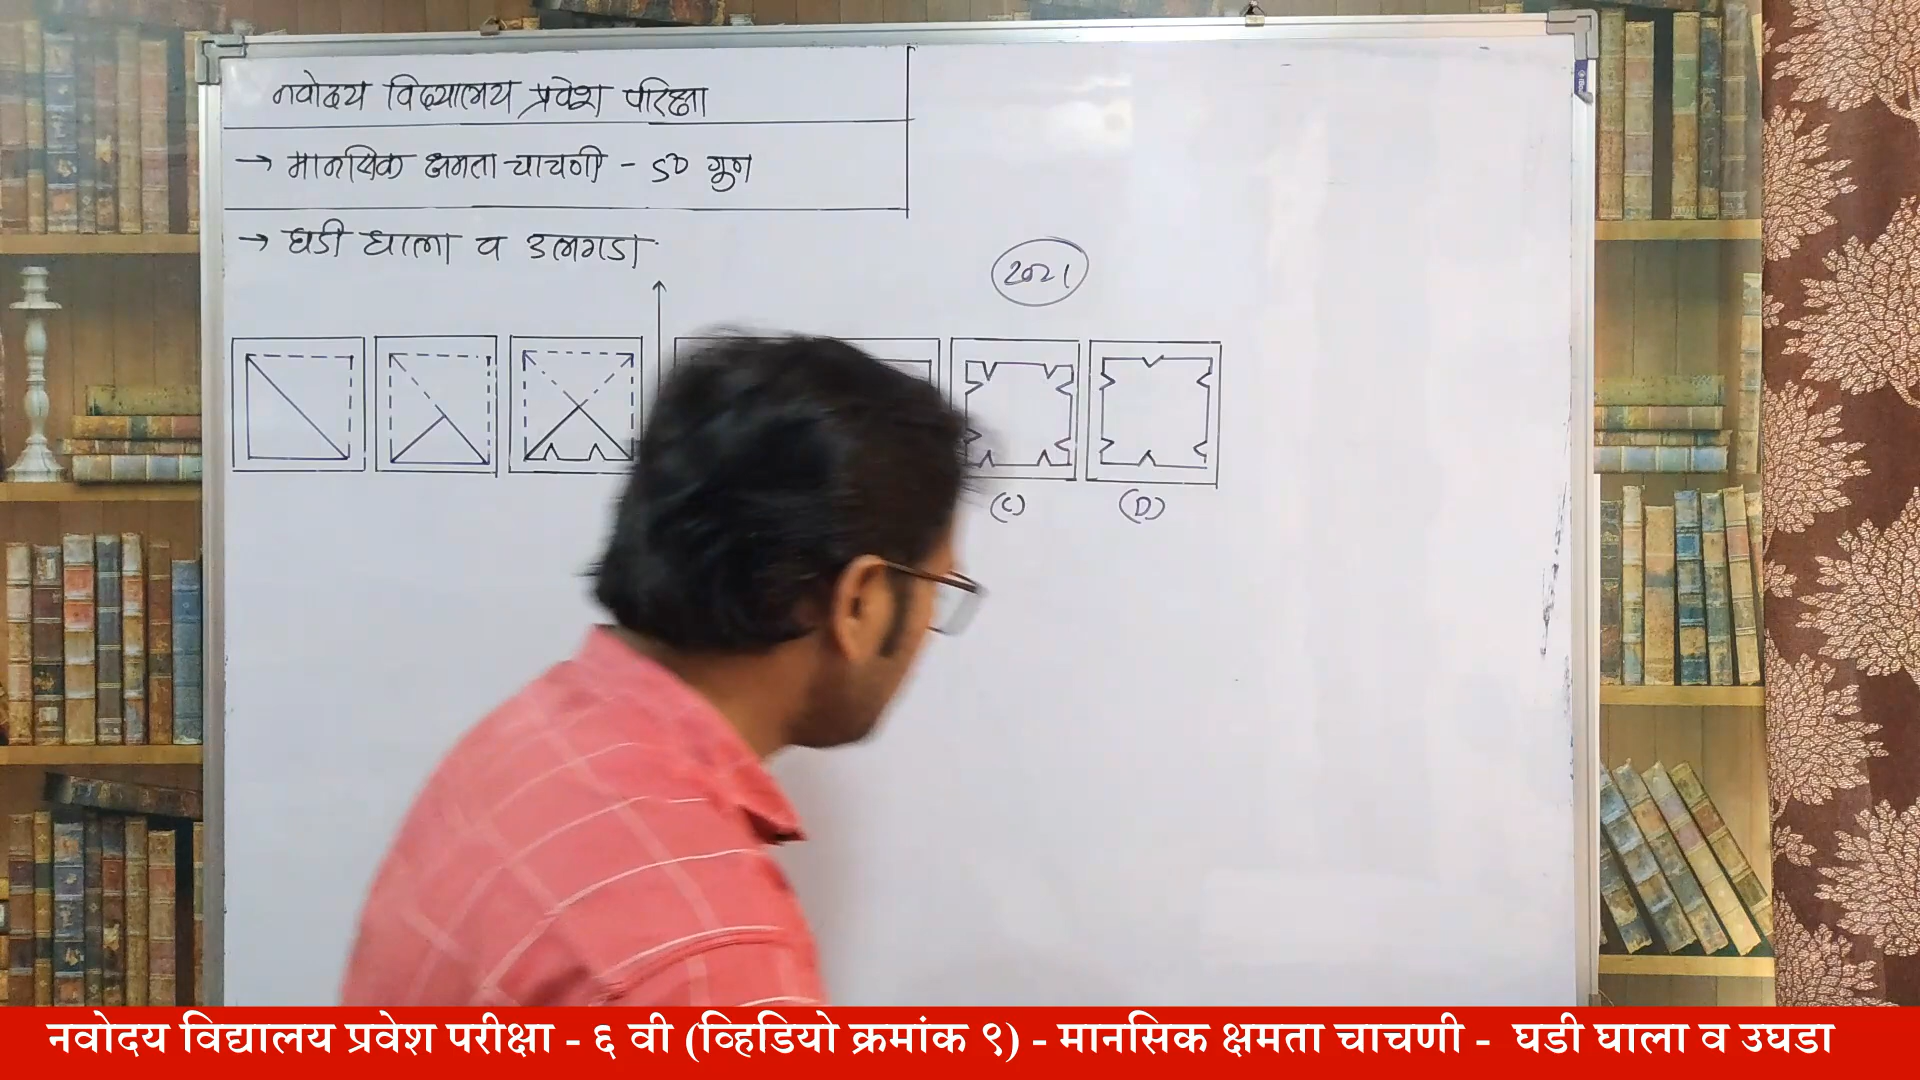 नवोदय विद्यालय प्रवेश परिक्षा
→ मानसिक क्षमता चाचणी - 50 गुण
→ घडी घाला व उलगडा
2021
(C) (D)
नवोदय विद्यालय प्रवेश परीक्षा - ६ वी (व्हिडियो क्रमांक ९) - मानसिक क्षमता चाचणी - घडी घाला व उघडा